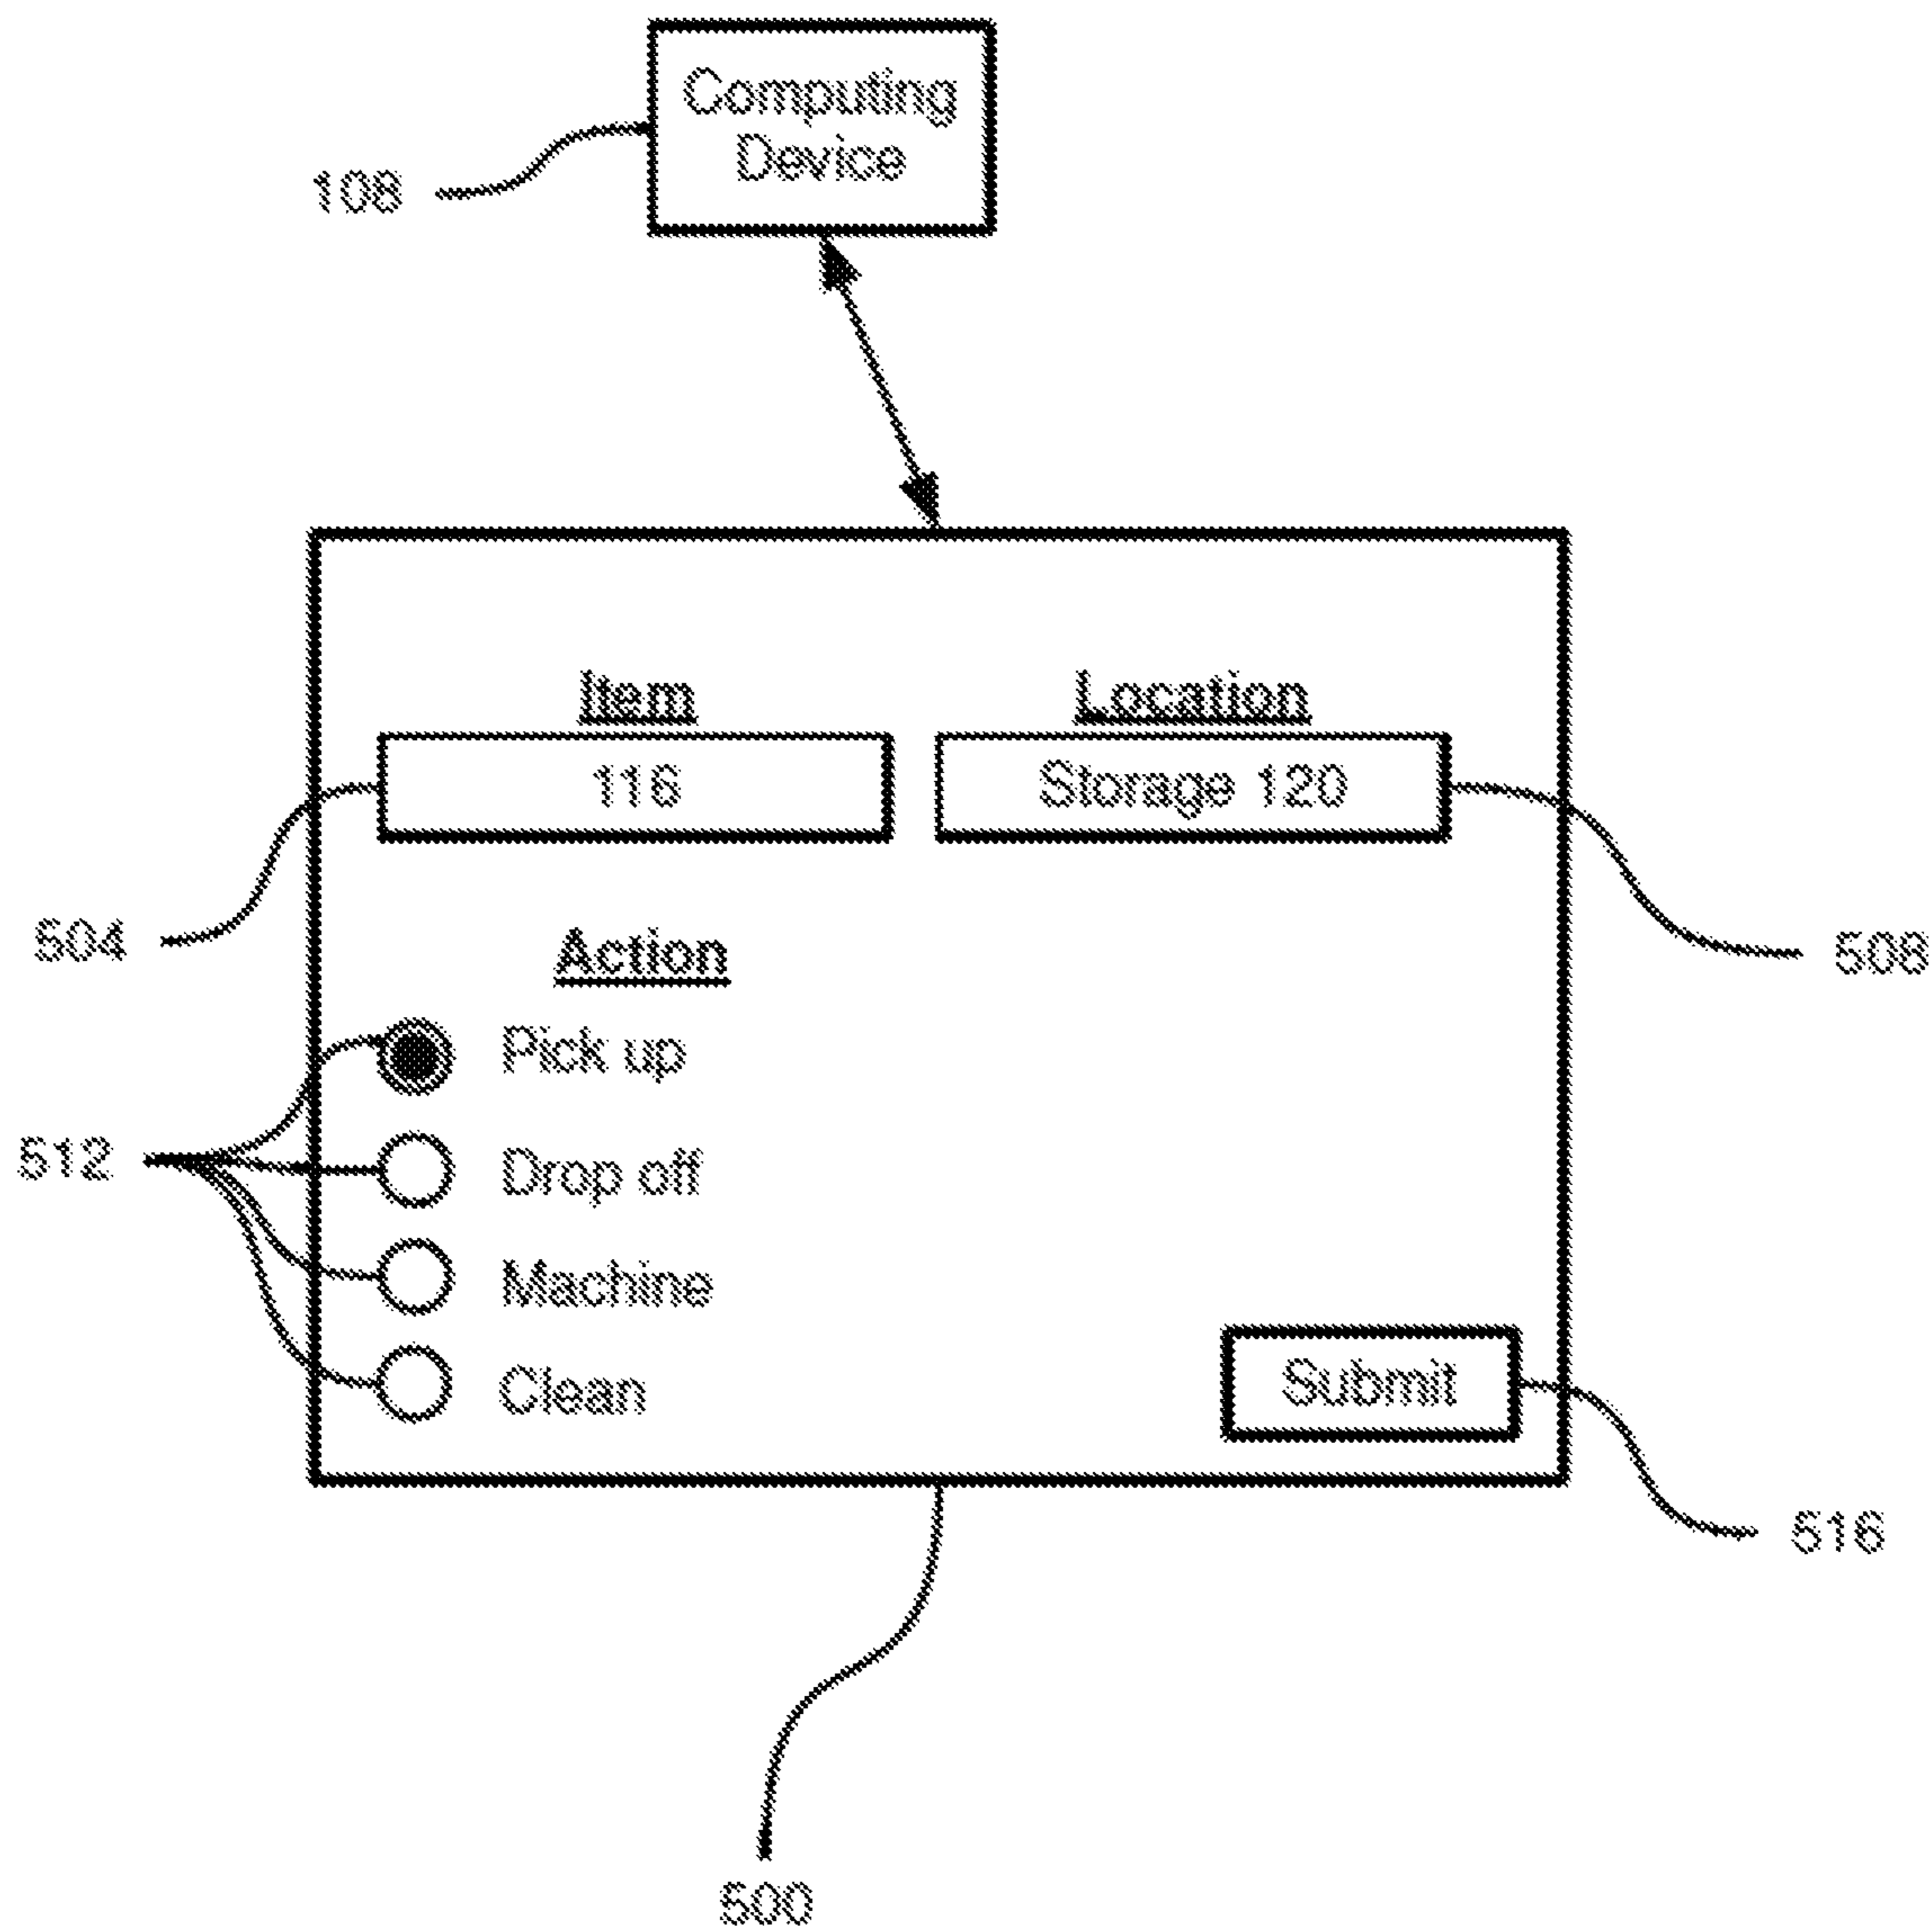 Computing
Device
108
Item Location
116 Storage 120
504
508
Action
Pick up
512
Drop off
Machine
Clean
Submit
516
500